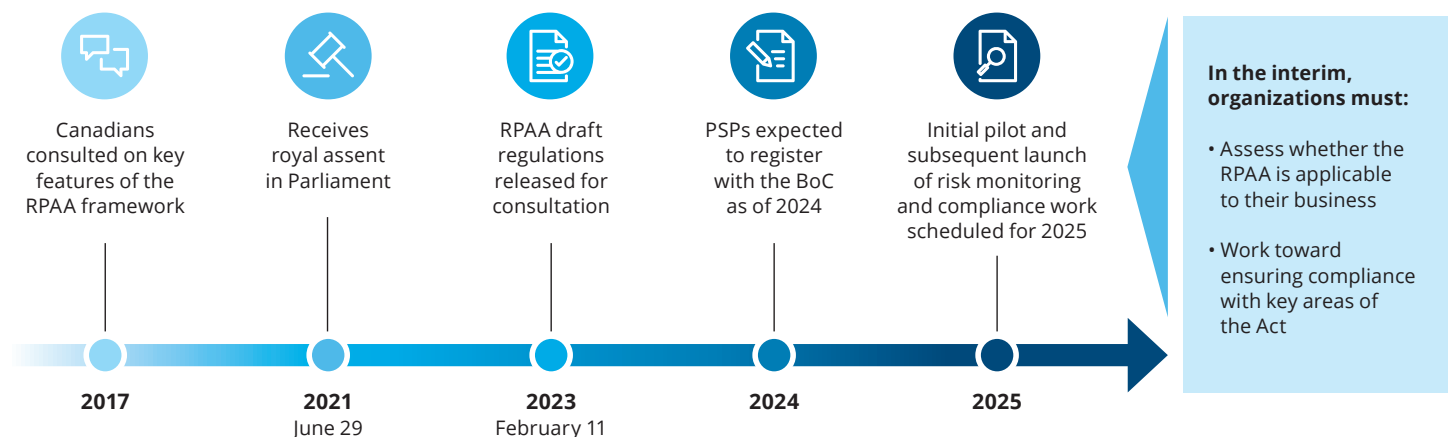 Canadians
consulted on key
features of the
RPAA framework
2017
Receives
royal assent
in Parliament
2021
June 29
RPAA draft
regulations
released for
consultation
2023
February 11
PSPs expected
to register
with the BoC
as of 2024
2024
Initial pilot and
subsequent launch
of risk monitoring
and compliance work
scheduled for 2025
2025
In the interim,
organizations must:
• Assess whether the
RPAA is applicable
to their business
• Work toward
ensuring compliance
with key areas of
the Act